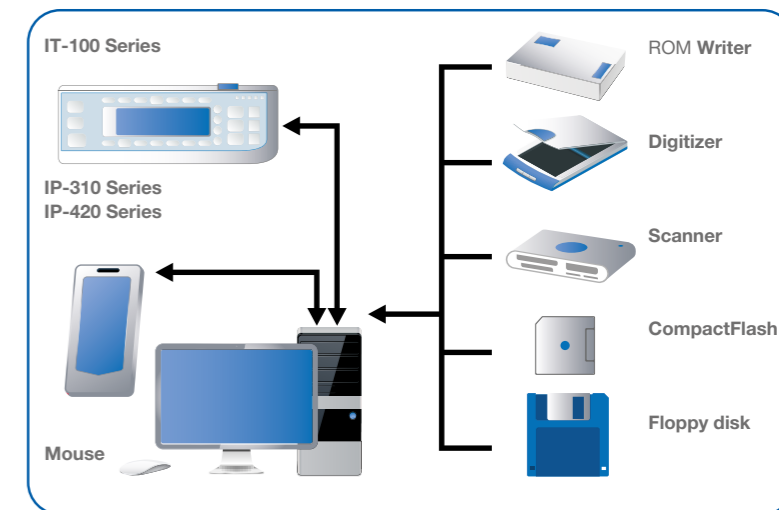 IT-100 Series
IP-310 Series
IP-420 Series
Mouse
ROM Writer
Digitizer
Scanner
CompactFlash
Floppy disk